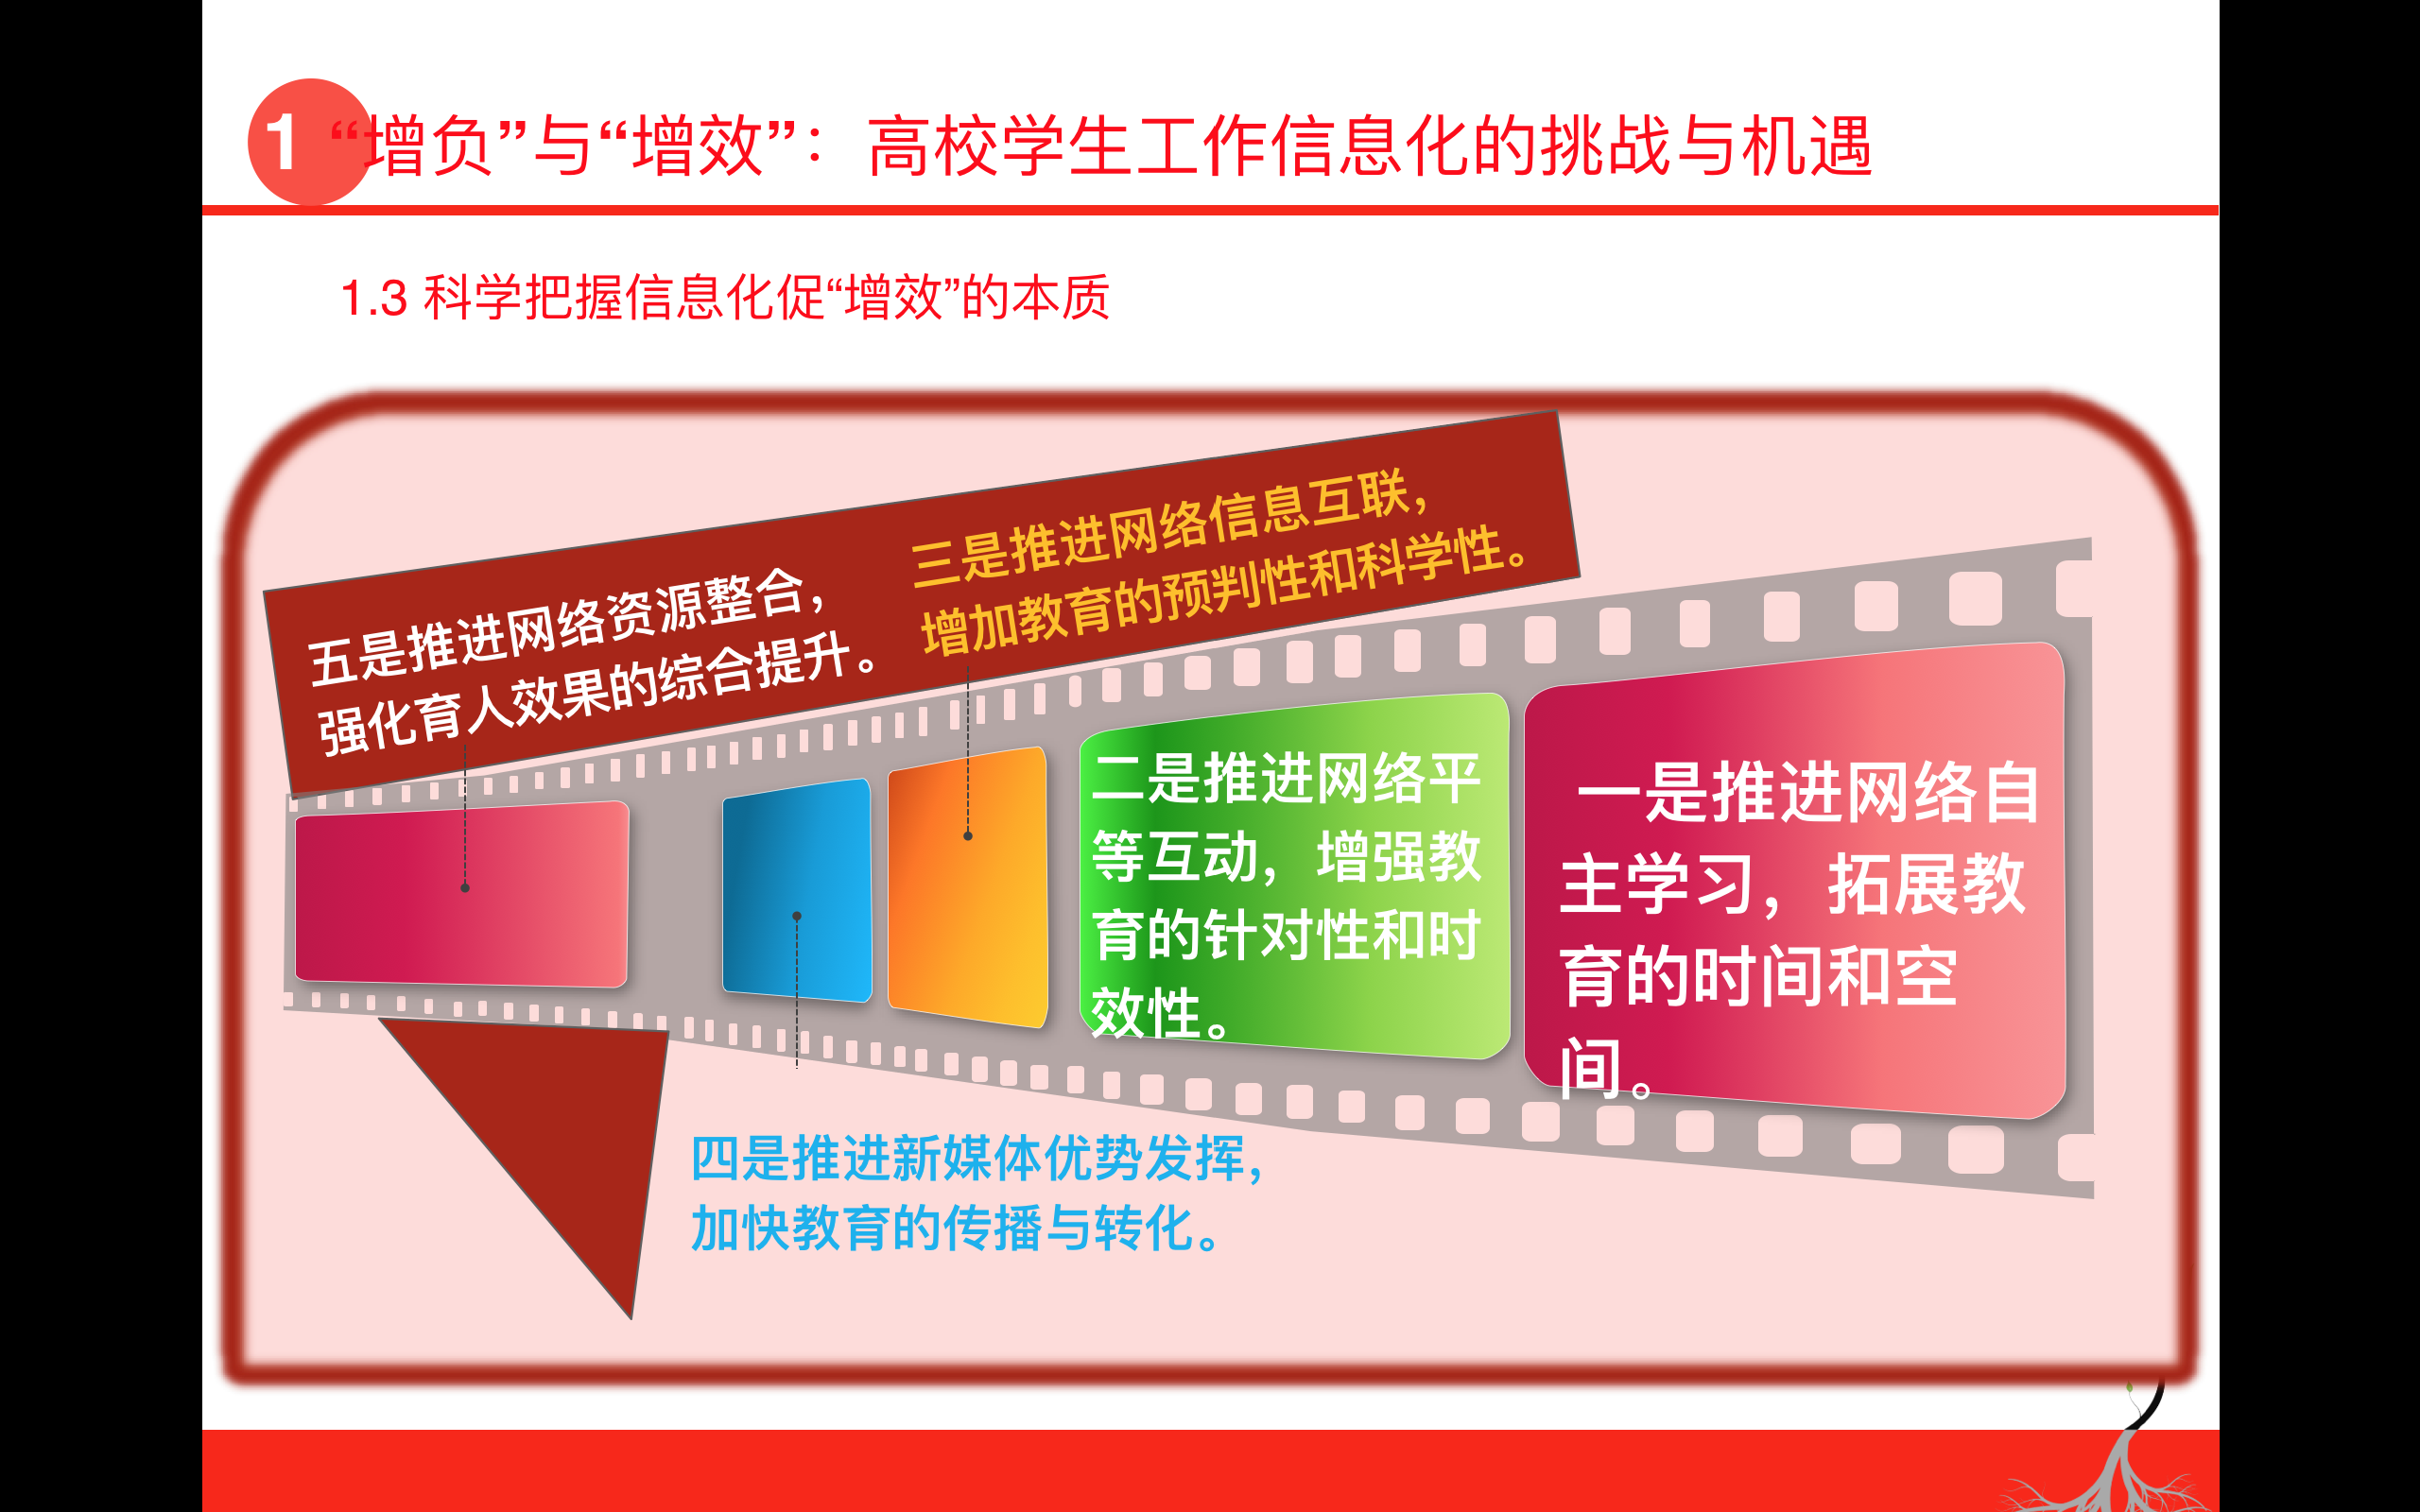 1 “增负”与“增效”： 高校学生工作信息化的挑战与机遇
1.3 科学把握信息化促“增效”的本质
三是推进网络信息互联，
增加教育的预判性和科学性。
五是推进网络资源整合，
强化育人效果的综合提升。
二是推进网络平
等互动，增强教
育的针对性和时
效性。
一是推进网络自
主学习，拓展教
育的时间和空
间。
四是推进新媒体优势发挥，
加快教育的传播与转化。